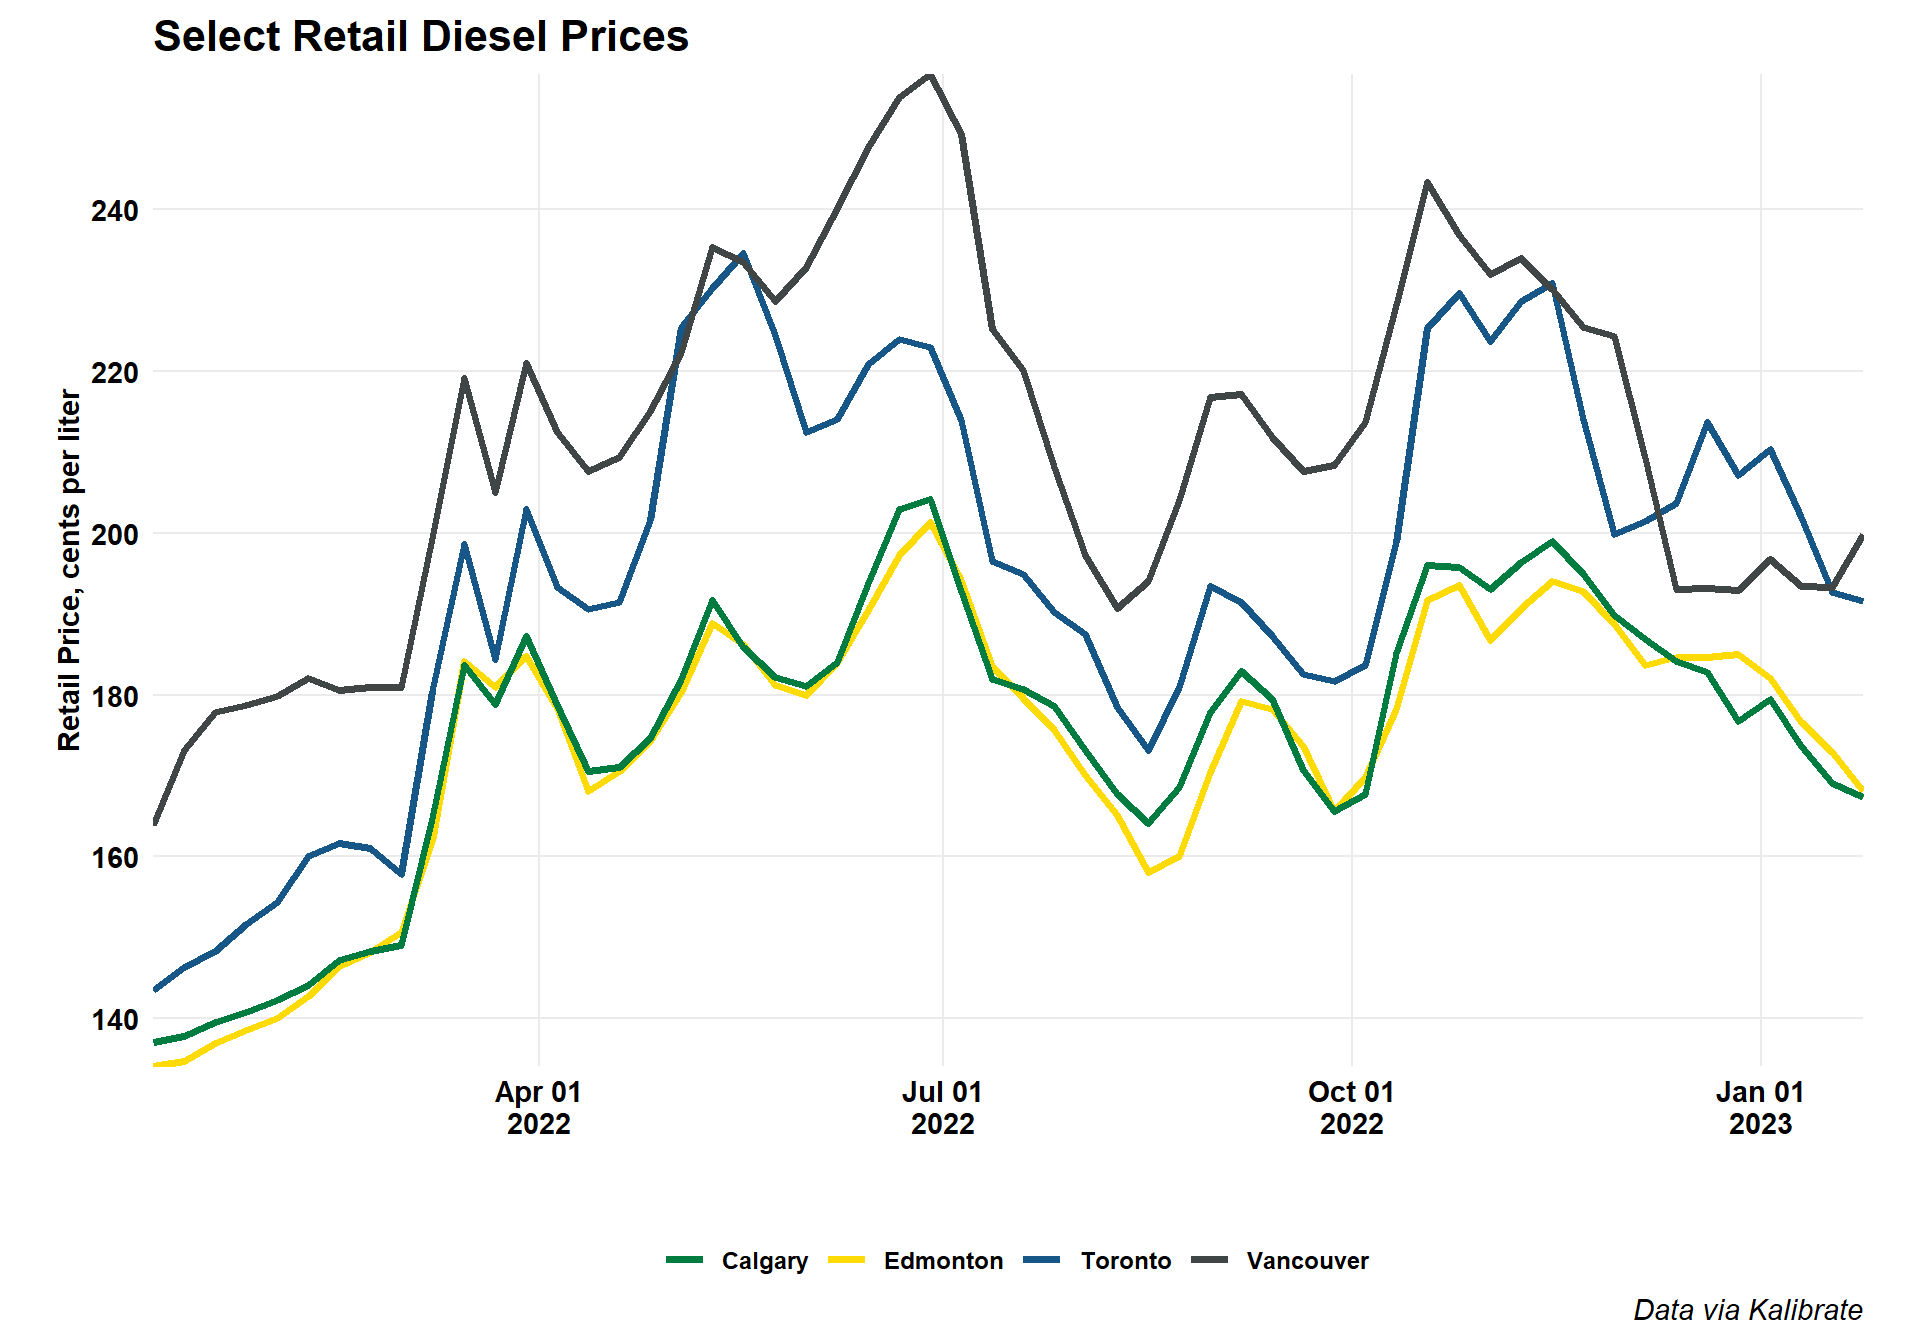 Select Retail Diesel Prices
Retail Price, cents per liter
240
220
200
180
160
140
Apr 01
2022
Jul 01
2022
Oct 01
2022
Jan 01
2023
Calgary
Edmonton
Toronto
Vancouver
Data via Kalibrate